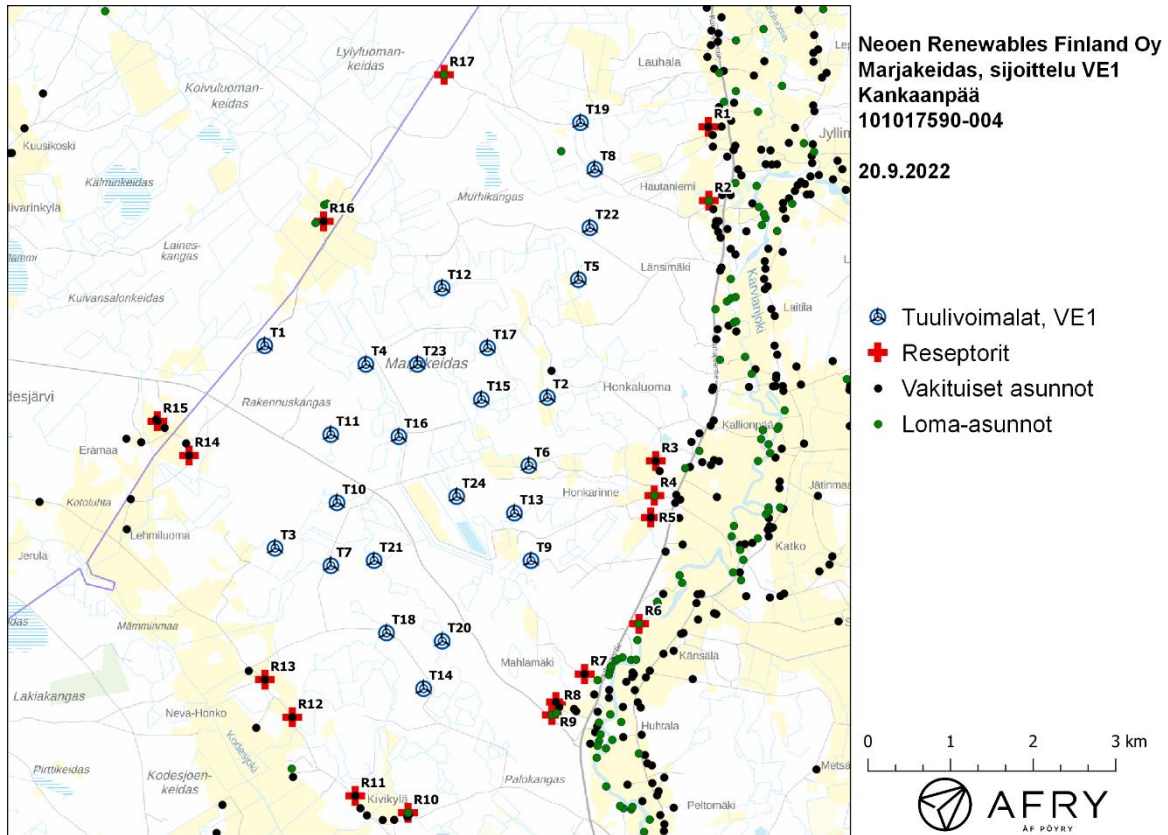 Neoen Renewables Finland Oy
Marjakeidas, sijoittelu VE1
Kankaanpää
101017590-004
20.9.2022
Tuulivoimalat, VE1
Reseptorit
Vakituiset asunnot
Loma-asunnot
0 1 2 3 km
AFRY
ÅF PÖYRY
Lylyluoman-
keidas
R17
Lauhala
Koivuluoman-
keidas
T19
R1
Kuusikoski
Kälminkeidas
T8
Hautaniemi
R2
Murhikangas
R16
T22
Laines-
kangas
Länsimäki
T5
Karvianjoki
Laitila
T12
Kuivansalonkeidas
T1
T17
T4
T23
T2
Honkaluoma
Rakennuskangas
T15
R15
T11
T16
Kallionpää
R14
Erämaa
T6
R3
Kotoluhta
T24
Honkarinne
R4
T10
T13
R5
Lehmiluoma
Jerula
T3
T7
T21
T9
Katko
Mämminmaa
T18
T20
R6
Känsälä
R13
Mahlamäki
R7
Lakiakangas
T14
R12
R8
Neva-Honko
R9
Huhtala
Kodesjoki
Pirttikeidas
Kodesjoen-
keidas
Palokangas
R11
Kivikylä
R10
Peltomäki